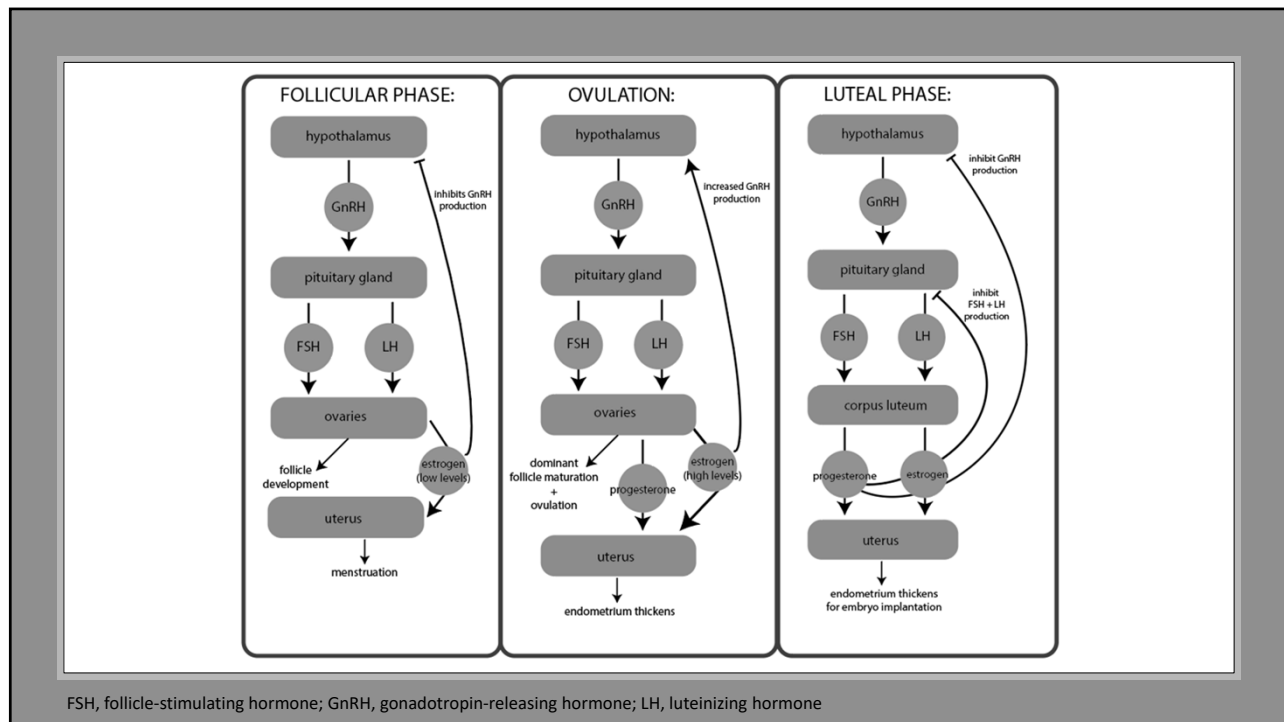 FOLLICULAR PHASE:
hypothalamus
inhibits GnRH
production
GnRH
pituitary gland
FSH
LH
ovaries
follicle
development
estrogen
(low levels)
uterus
menstruation
OVULATION:
hypothalamus
increased GnRH
production
GnRH
pituitary gland
FSH
LH
ovaries
dominant
follicle maturation
+
ovulation
progesterone
estrogen
(high levels)
uterus
endometrium thickens
LUTEAL PHASE:
hypothalamus
inhibit GnRH
production
GnRH
pituitary gland
inhibit
FSH + LH
production
FSH
LH
corpus luteum
progesterone
estrogen
uterus
endometrium thickens
for embryo implantation
FSH, follicle-stimulating hormone; GnRH, gonadotropin-releasing hormone; LH, luteinizing hormone